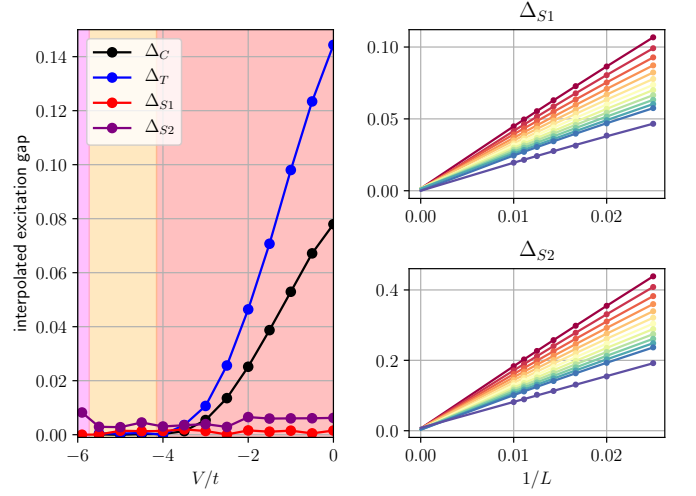 interpolated excitation gap
0.14
0.12
0.10
0.08
0.06
0.04
0.02
0.00
Δ_C
Δ_T
Δ_{S1}
Δ_{S2}
−6 −4 −2 0
V/t
Δ_{S1}
0.10
0.05
0.00
0.00 0.01 0.02
Δ_{S2}
0.4
0.2
0.0
0.00 0.01 0.02
1/L